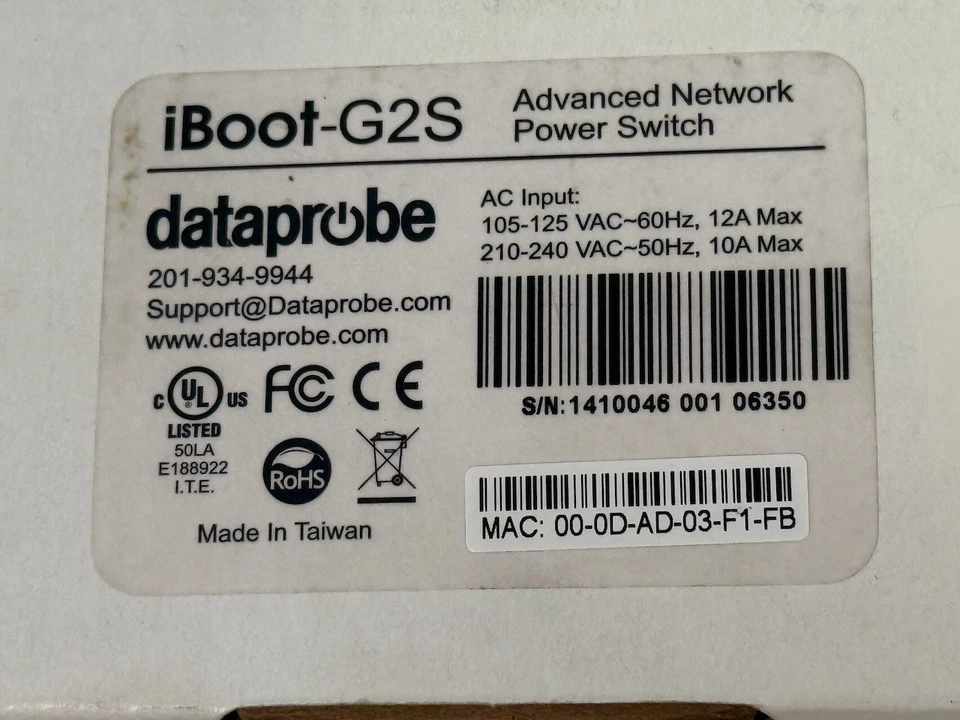 iBoot-G2S
Advanced Network
Power Switch
dataprobe
201-934-9944
Support@Dataprobe.com
www.dataprobe.com
AC Input:
105-125 VAC~60Hz, 12A Max
210-240 VAC~50Hz, 10A Max
S/N:1410046 001 06350
C UL US
LISTED
50LA
E188922
I.T.E.
FC CE
RoHS
Made In Taiwan
MAC: 00-0D-AD-03-F1-FB